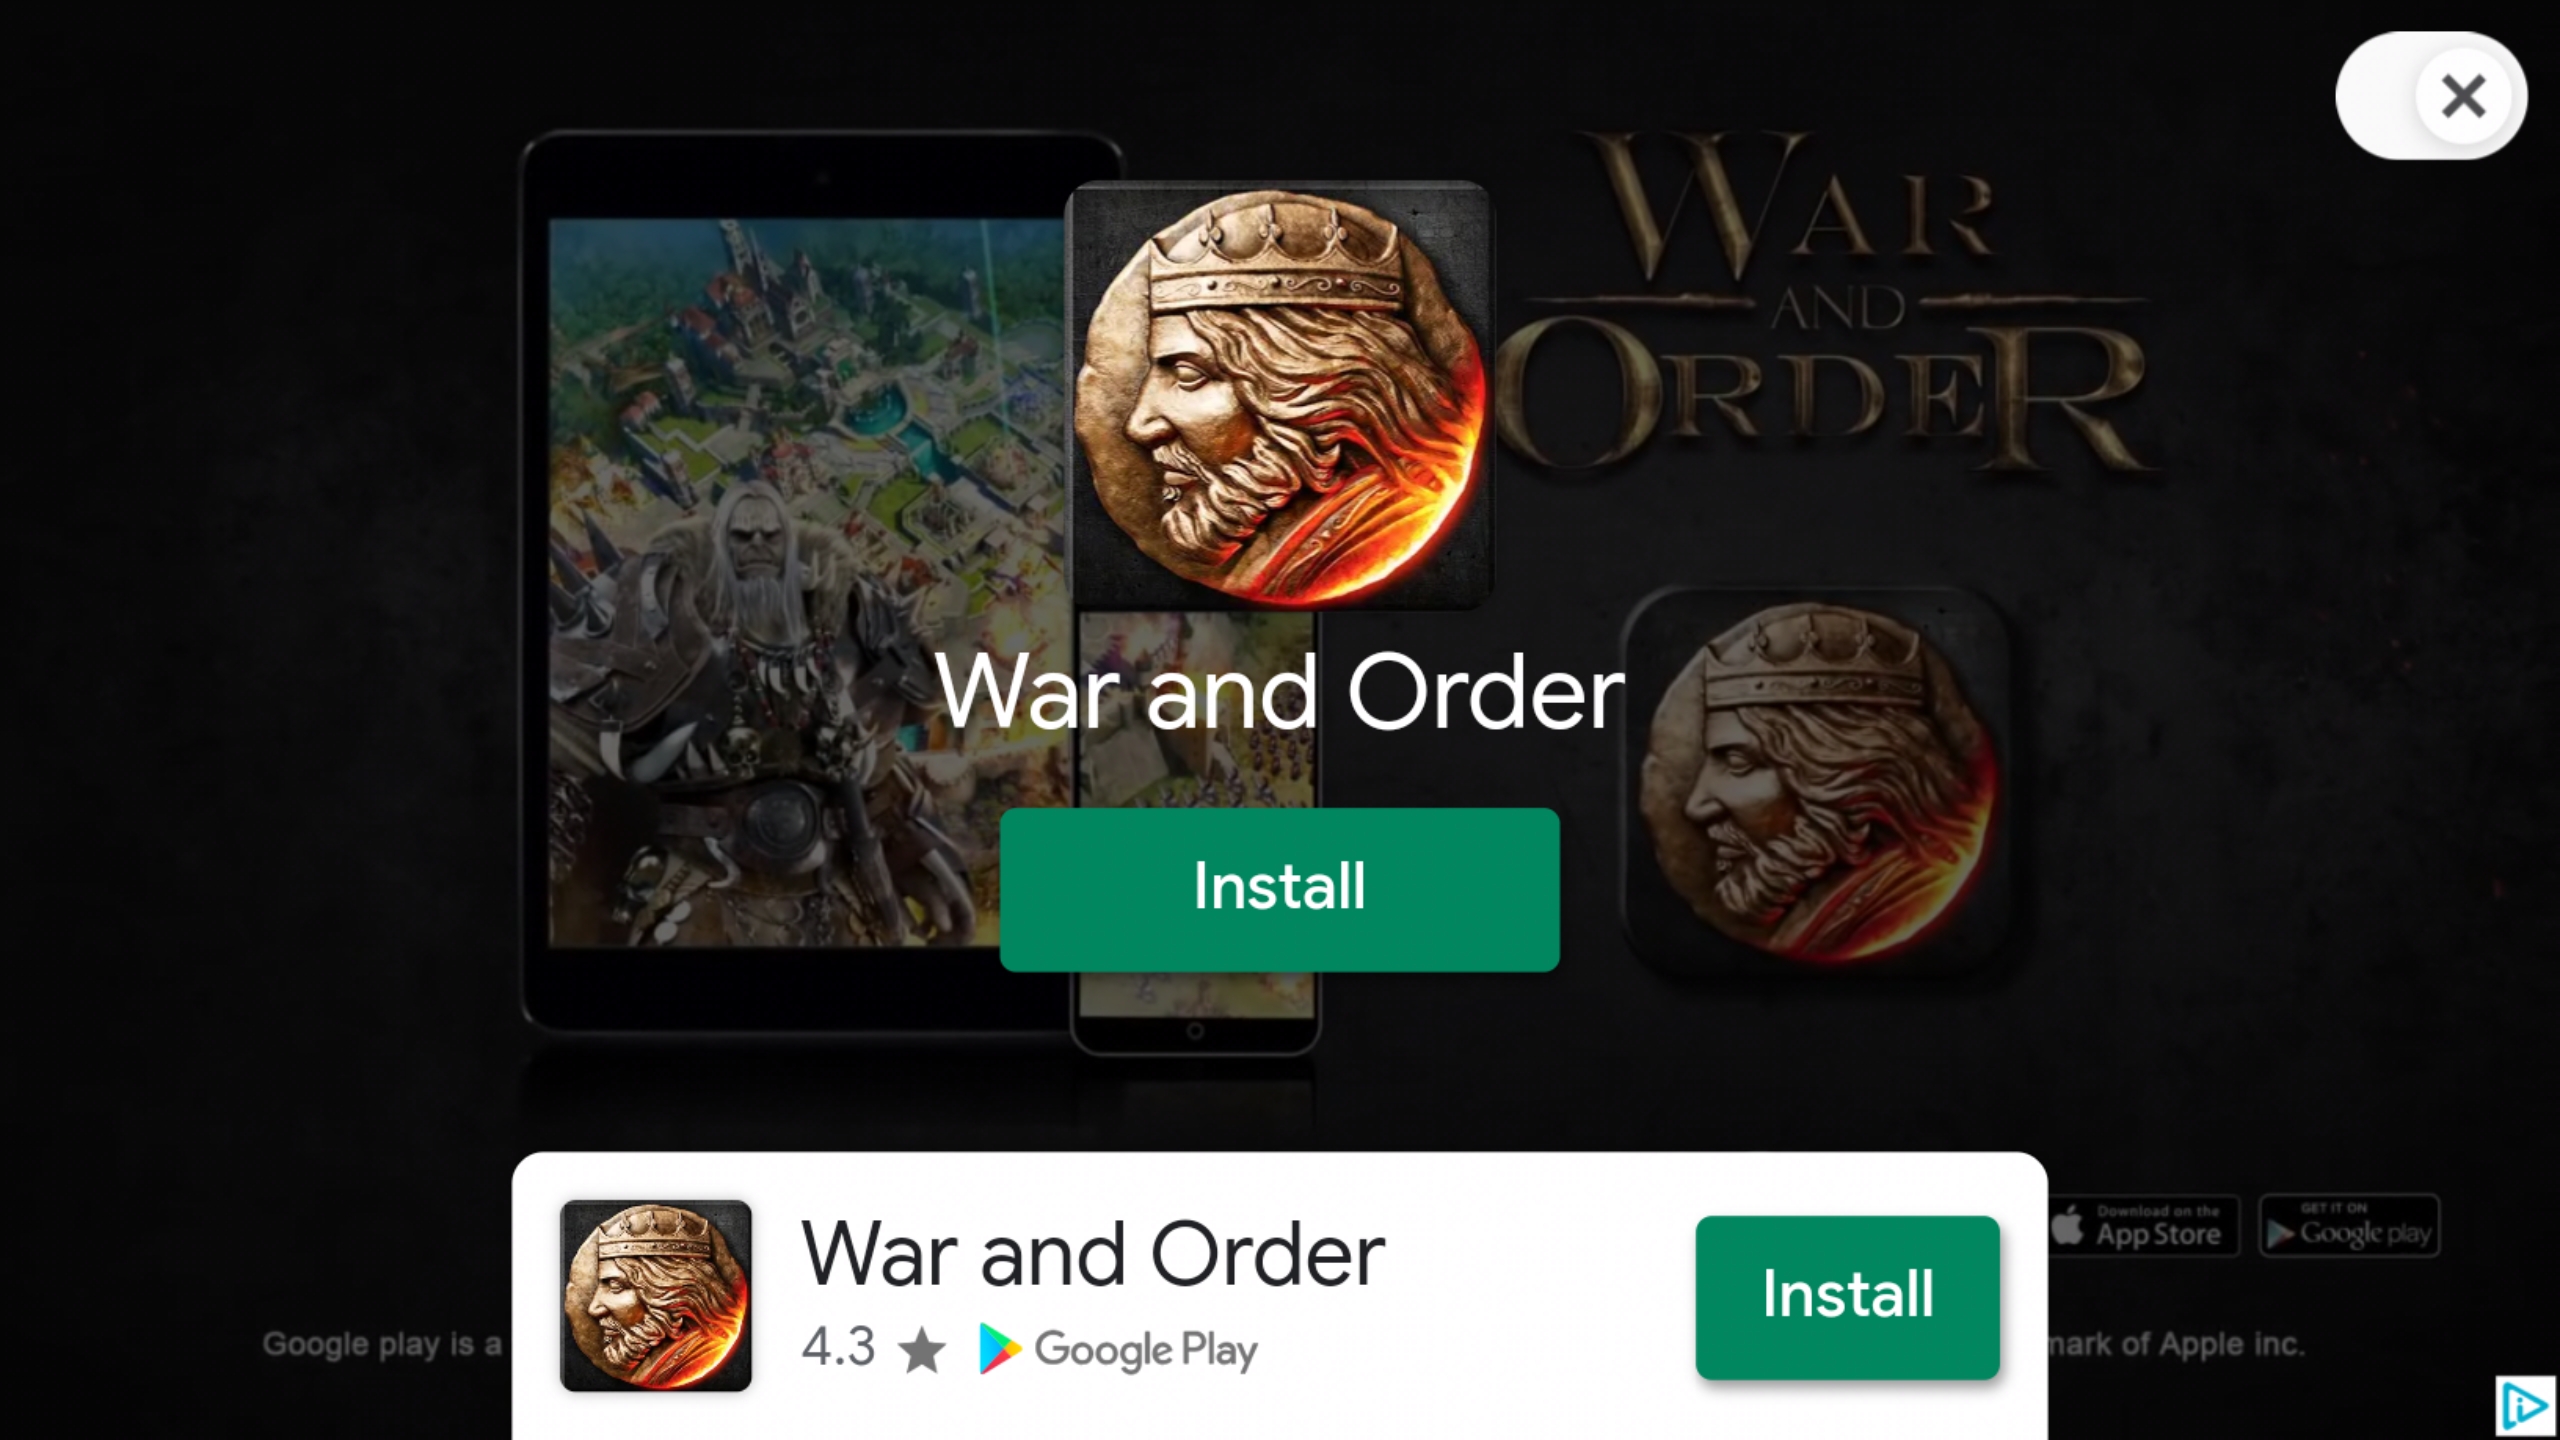 WAR
AND
ORDER
War and Order
Install
War and Order
4.3
Google Play
Install
Download on the
App Store
GET IT ON
Google play
Google play is a
mark of Apple inc.